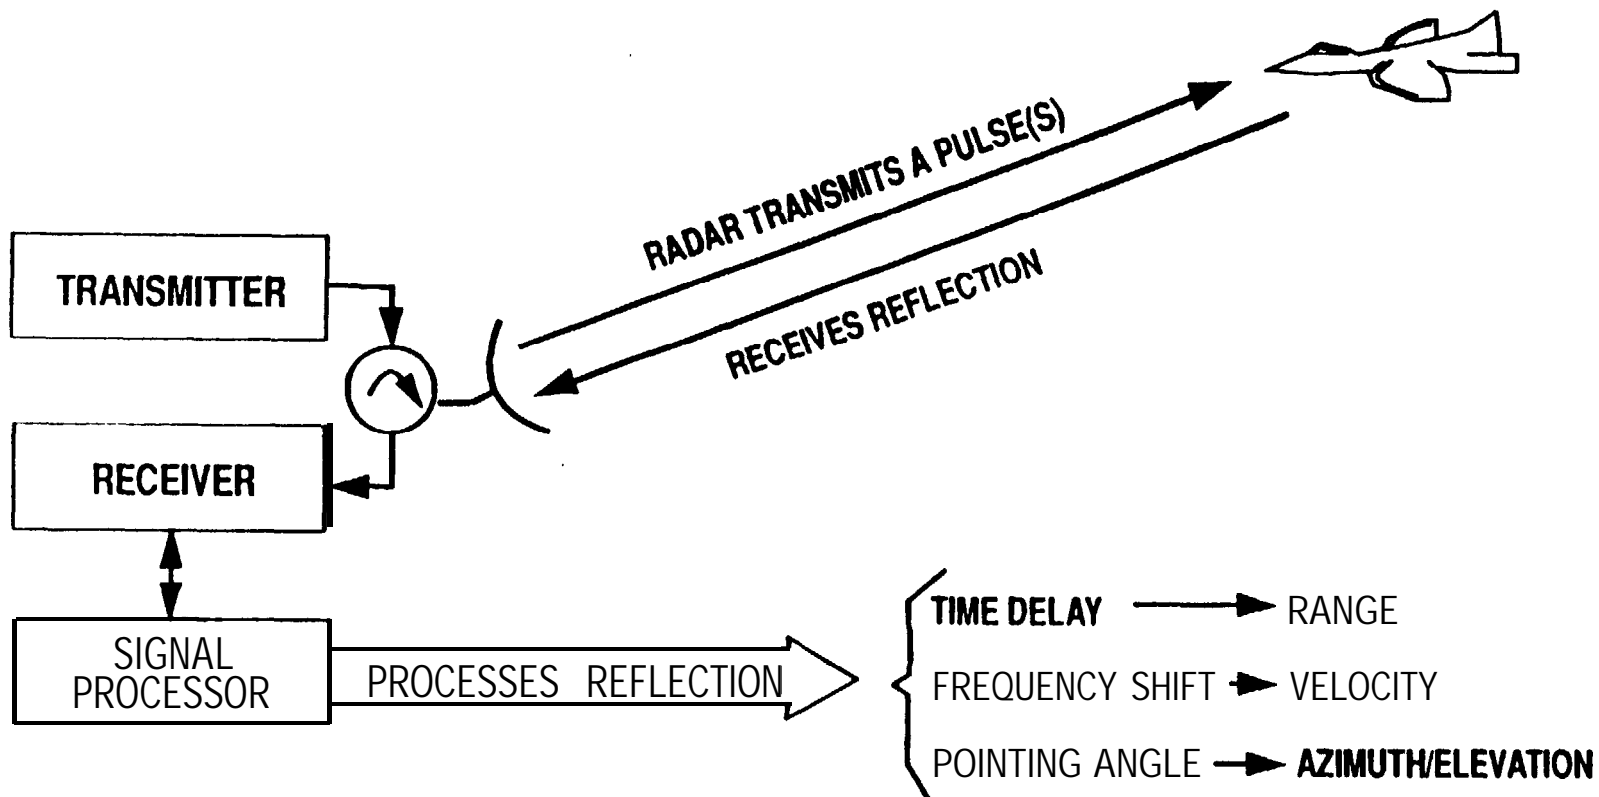 RADAR TRANSMITS A PULSE(S)
RECEIVES REFLECTION
TRANSMITTER
RECEIVER
SIGNAL
PROCESSOR
PROCESSES REFLECTION
TIME DELAY RANGE
FREQUENCY SHIFT VELOCITY
POINTING ANGLE AZIMUTH/ELEVATION